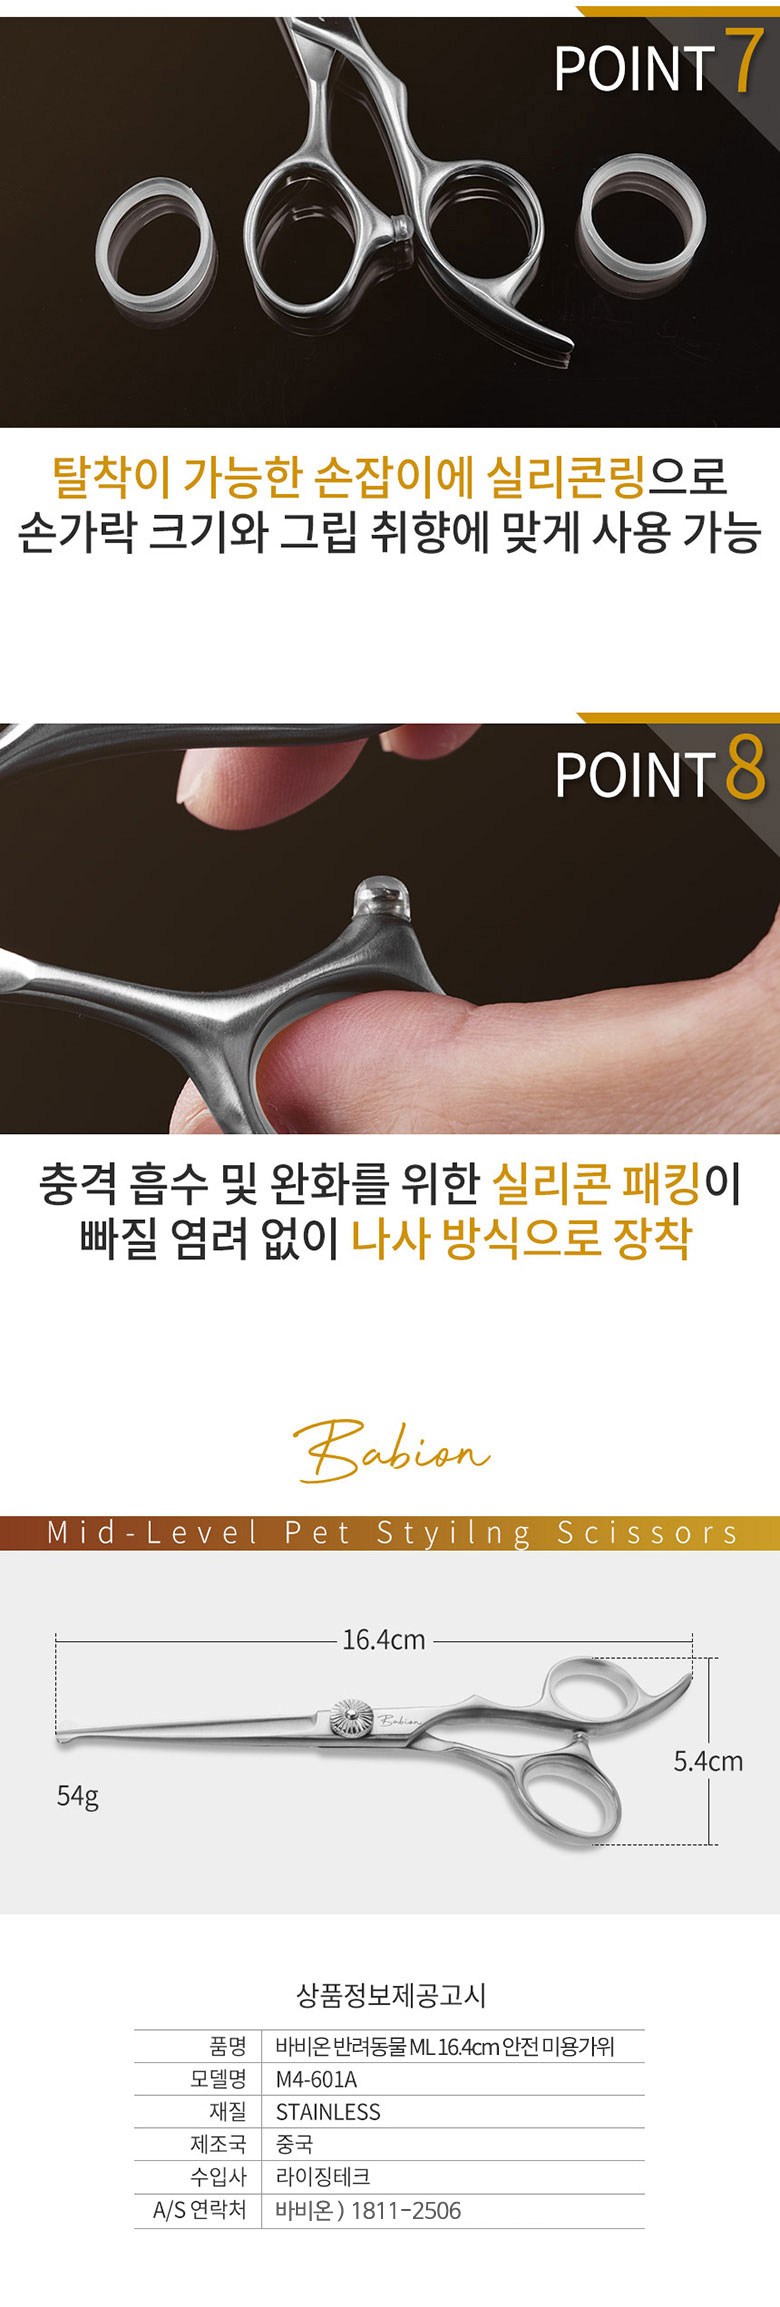 POINT 7
탈착이 가능한 손잡이에 실리콘링으로
손가락 크기와 그립 취향에 맞게 사용 가능
POINT 8
충격 흡수 및 완화를 위한 실리콘 패킹이
빠질 염려 없이 나사 방식으로 장착
Babion
Mid-Level Pet Styilng Scissors
16.4cm
Babion
5.4cm
54g
상품정보제공고시
품명 바비온 반려동물 ML 16.4cm 안전 미용가위
모델명 M4-601A
재질 STAINLESS
제조국 중국
수입사 라이징테크
A/S 연락처 바비온 ) 1811-2506